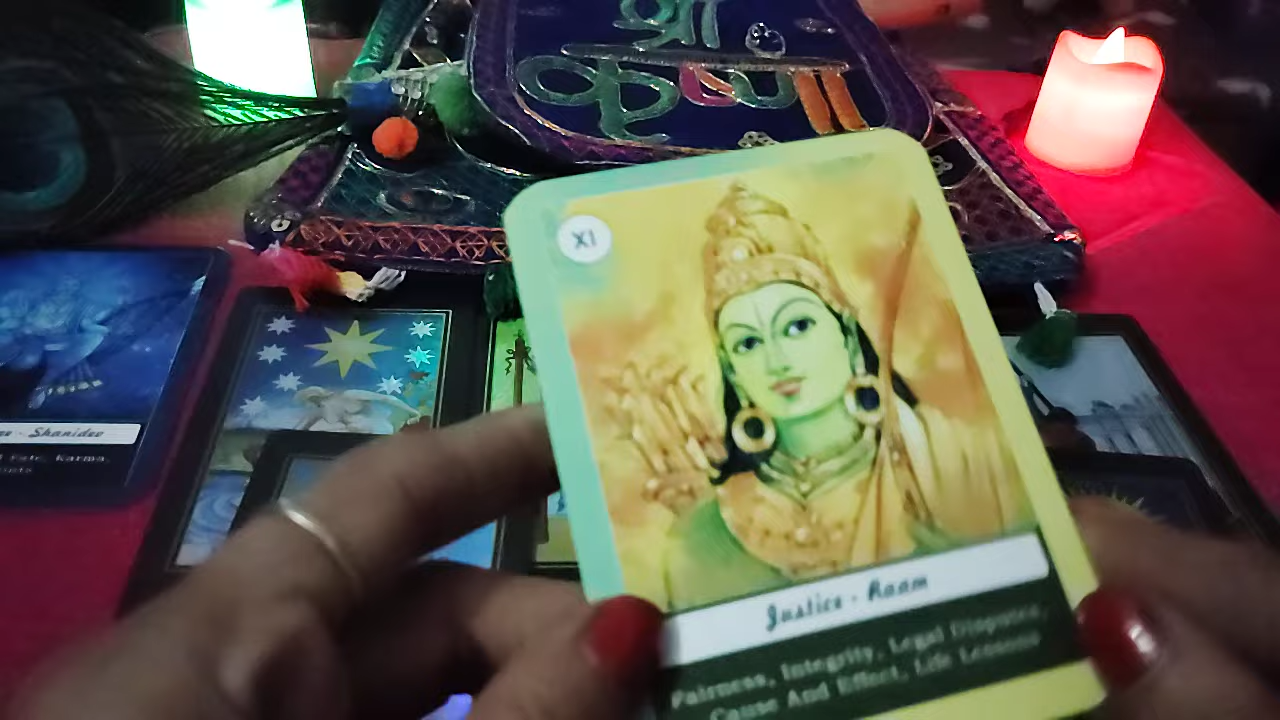 श्री
XI
Justice - Raam
Fairness, Integrity, Legal Disputes,
Cause And Effect, Life Lessons
- Shanidev
Fate, Karma,